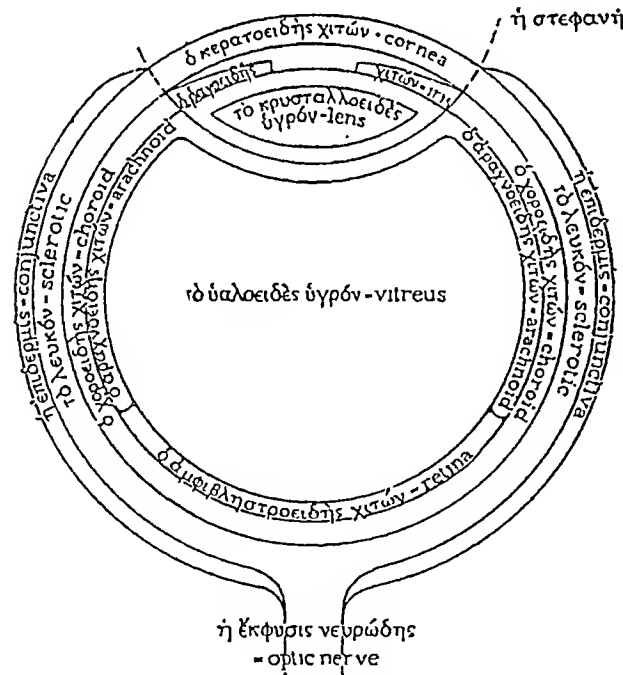 ἡ στεφανή
ὁ κερατοειδὴς χιτών · cornea
ὁ ῥαγοειδὴς χιτών · iris
τὸ κρυσταλλοειδὲς
ὑγρόν - lens
ἡ ἐπιδερμὶς - conjunctiva
τὸ λευκόν - sclerotic
ὁ χοροειδὴς χιτών = choroid
ὁ ἀραχνοειδὴς χιτών = arachnoid
τὸ ὑαλοειδὲς ὑγρόν - vitreus
ὁ ἀραχνοειδὴς χιτών = arachnoid
ὁ χοροειδὴς χιτών = choroid
τὸ λευκόν - sclerotic
ἡ ἐπιδερμὶς - conjunctiva
ὁ ἀμφιβληστροειδὴς χιτών - retina
ἡ ἔκφυσις νευρώδης
= optic nerve